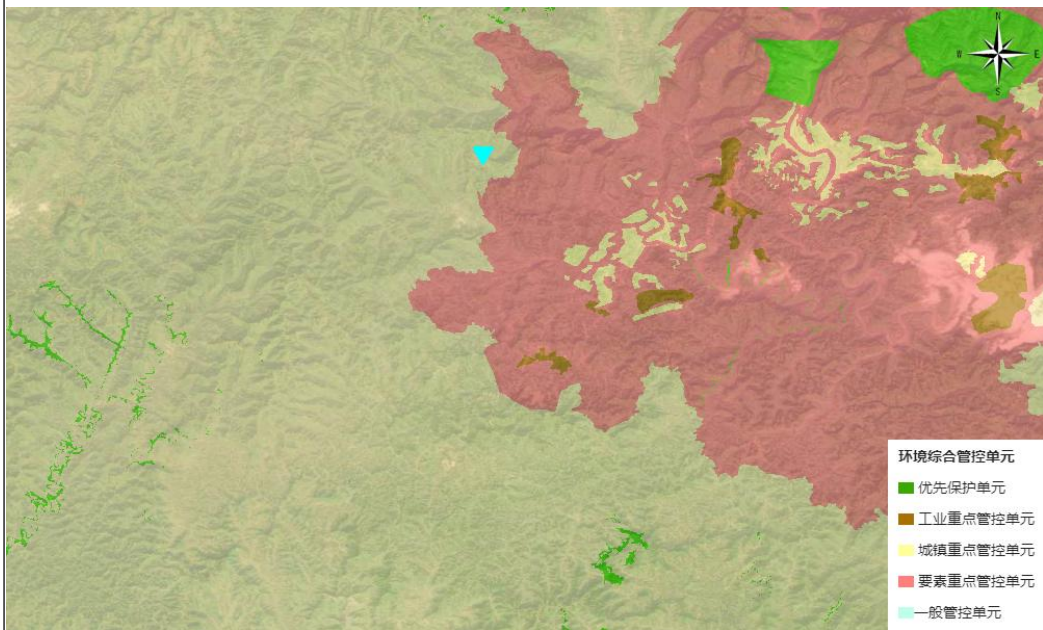 N
W
E
S
环境综合管控单元
优先保护单元
工业重点管控单元
城镇重点管控单元
要素重点管控单元
一般管控单元